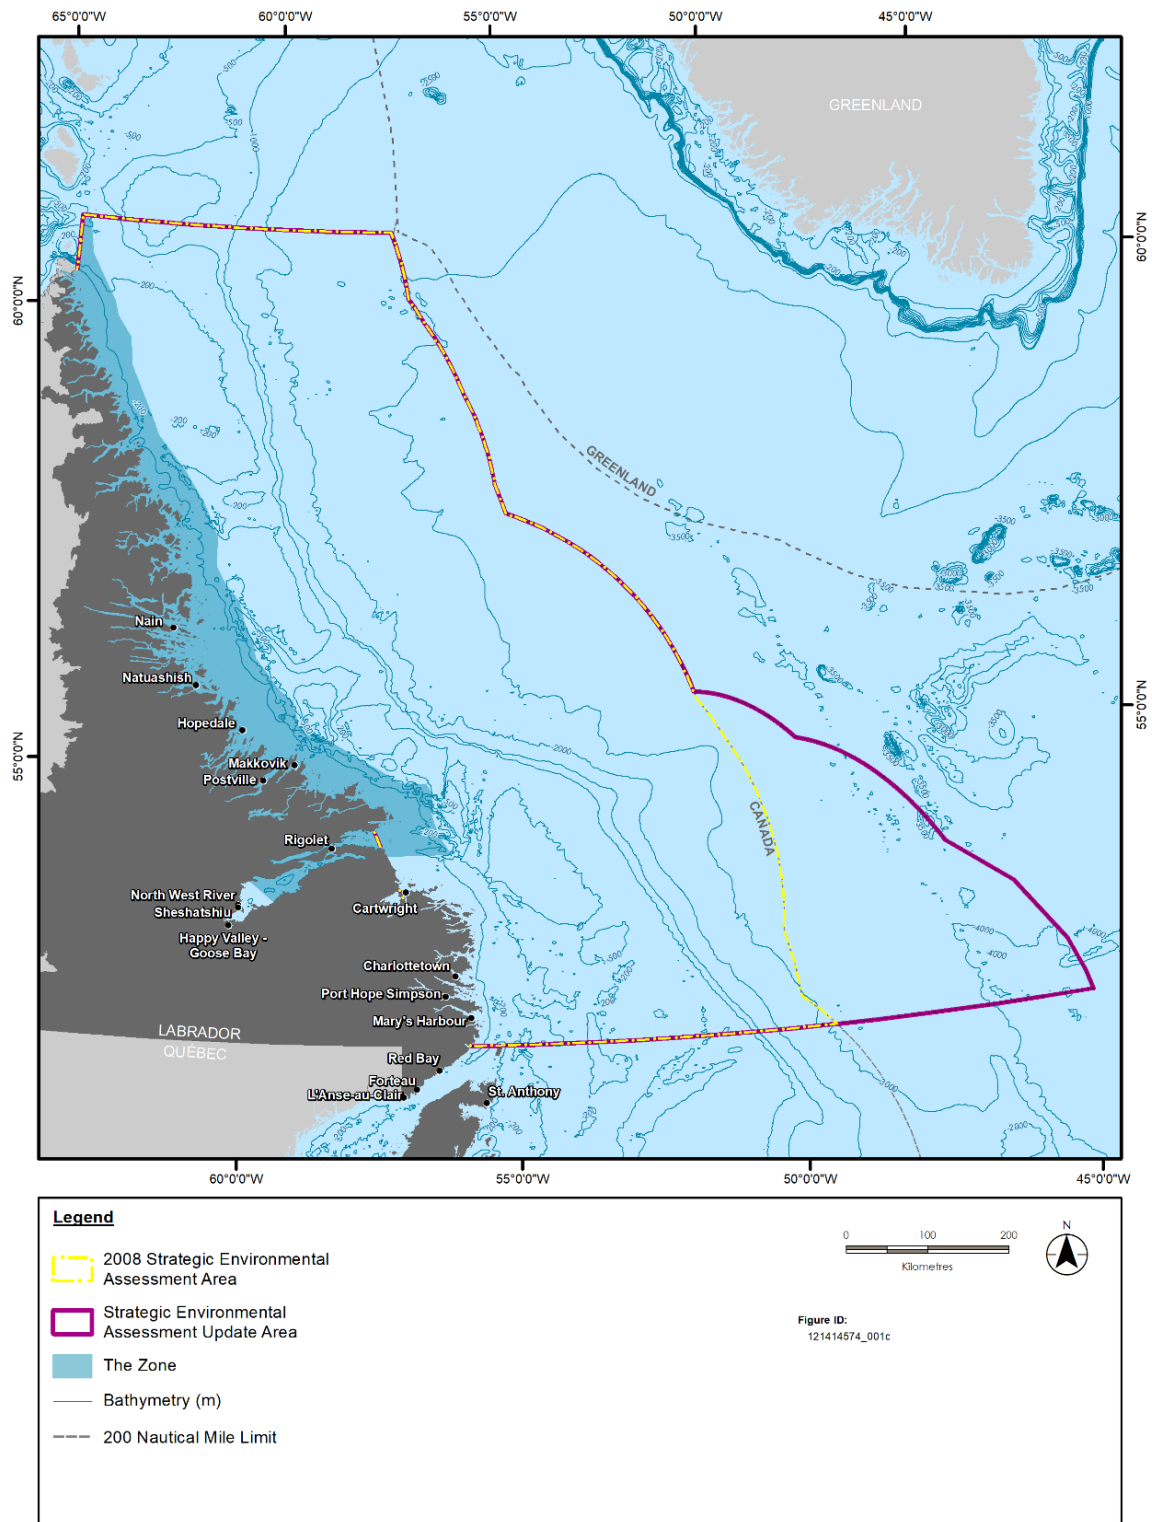 65°0'0"W
60°0'0"W
55°0'0"W
50°0'0"W
45°0'0"W
GREENLAND
60°0'0"N
60°0'0"N
GREENLAND
Nain
Natuashish
Hopedale
Makkovik
Postville
55°0'0"N
55°0'0"N
CANADA
Rigolet
North West River
Sheshatshiu
Cartwright
Happy Valley -
Goose Bay
Charlottetown
Port Hope Simpson
Mary's Harbour
LABRADOR
QUÉBEC
Red Bay
Forteau
L'Anse-au-Clair
St. Anthony
60°0'0"W
55°0'0"W
50°0'0"W
45°0'0"W
Legend
2008 Strategic Environmental
Assessment Area
Strategic Environmental
Assessment Update Area
The Zone
Bathymetry (m)
200 Nautical Mile Limit
0 100 200
Kilometres
N
Figure ID:
121414574_001c